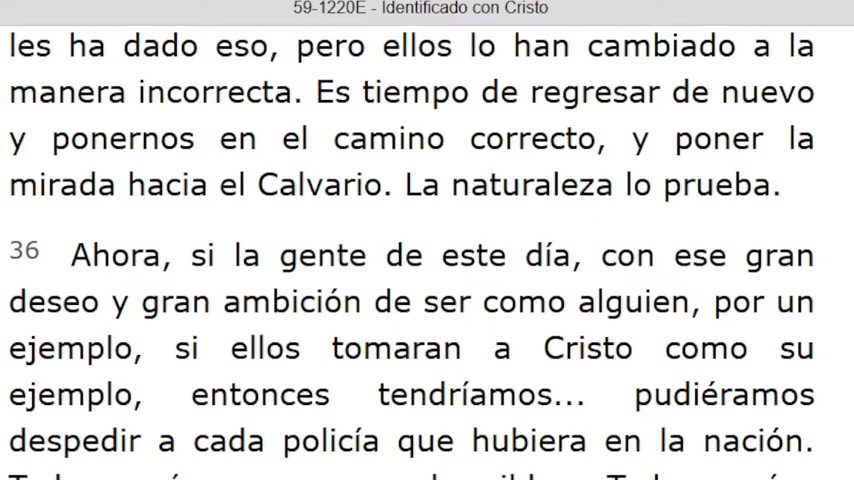 59-1220E - Identificado con Cristo
les ha dado eso, pero ellos lo han cambiado a la
manera incorrecta. Es tiempo de regresar de nuevo
y ponernos en el camino correcto, y poner la
mirada hacia el Calvario. La naturaleza lo prueba.
36 Ahora, si la gente de este día, con ese gran
deseo y gran ambición de ser como alguien, por un
ejemplo, si ellos tomaran a Cristo como su
ejemplo, entonces tendríamos... pudiéramos
despedir a cada policía que hubiera en la nación.